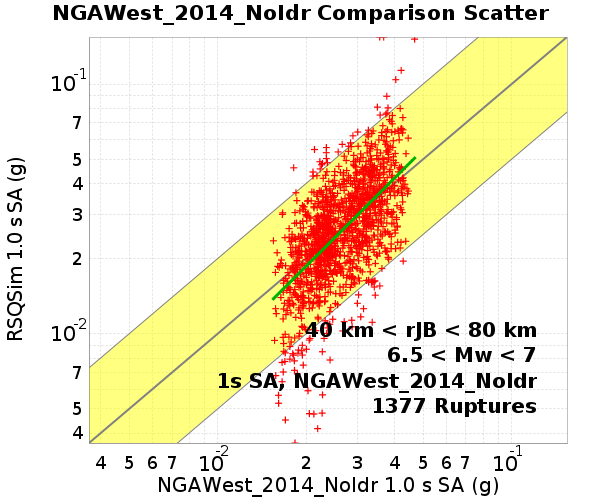 NGAWest_2014_NoIdr Comparison Scatter
RSQSim 1.0 s SA (g)
10⁻¹
7
5
4
3
2
10⁻²
7
5
4
40 km < rJB < 80 km
6.5 < Mw < 7
1s SA, NGAWest_2014_NoIdr
1377 Ruptures
4 5 6 7 10⁻² 2 3 4 5 6 7 10⁻¹
NGAWest_2014_NoIdr 1.0 s SA (g)